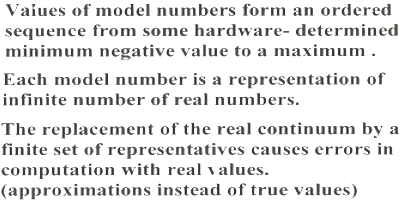 Values of model numbers form an ordered
sequence from some hardware- determined
minimum negative value to a maximum .
Each model number is a representation of
infinite number of real numbers.
The replacement of the real continuum by a
finite set of representatives causes errors in
computation with real values.
(approximations instead of true values)